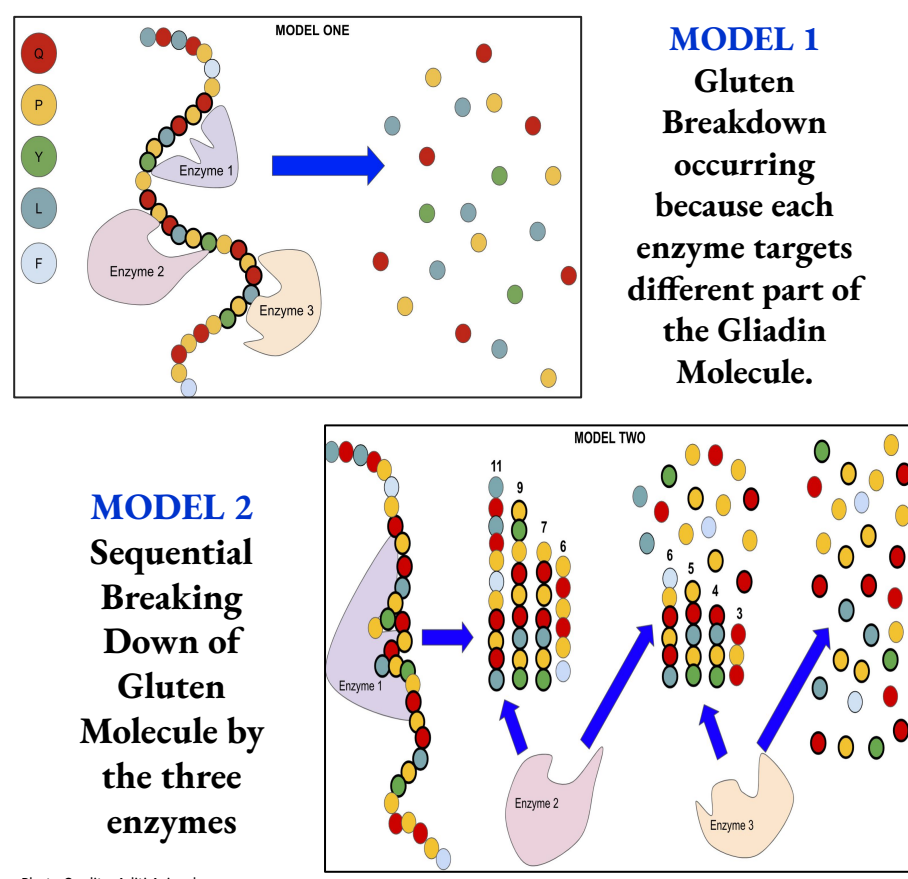 MODEL ONE
Q
P
Y
L
F
Enzyme 1
Enzyme 2
Enzyme 3
MODEL 1
Gluten
Breakdown
occurring
because each
enzyme targets
different part of
the Gliadin
Molecule.
MODEL 2
Sequential
Breaking
Down of
Gluten
Molecule by
the three
enzymes
MODEL TWO
11
9
7
6
6
5
4
3
Enzyme 1
Enzyme 2
Enzyme 3